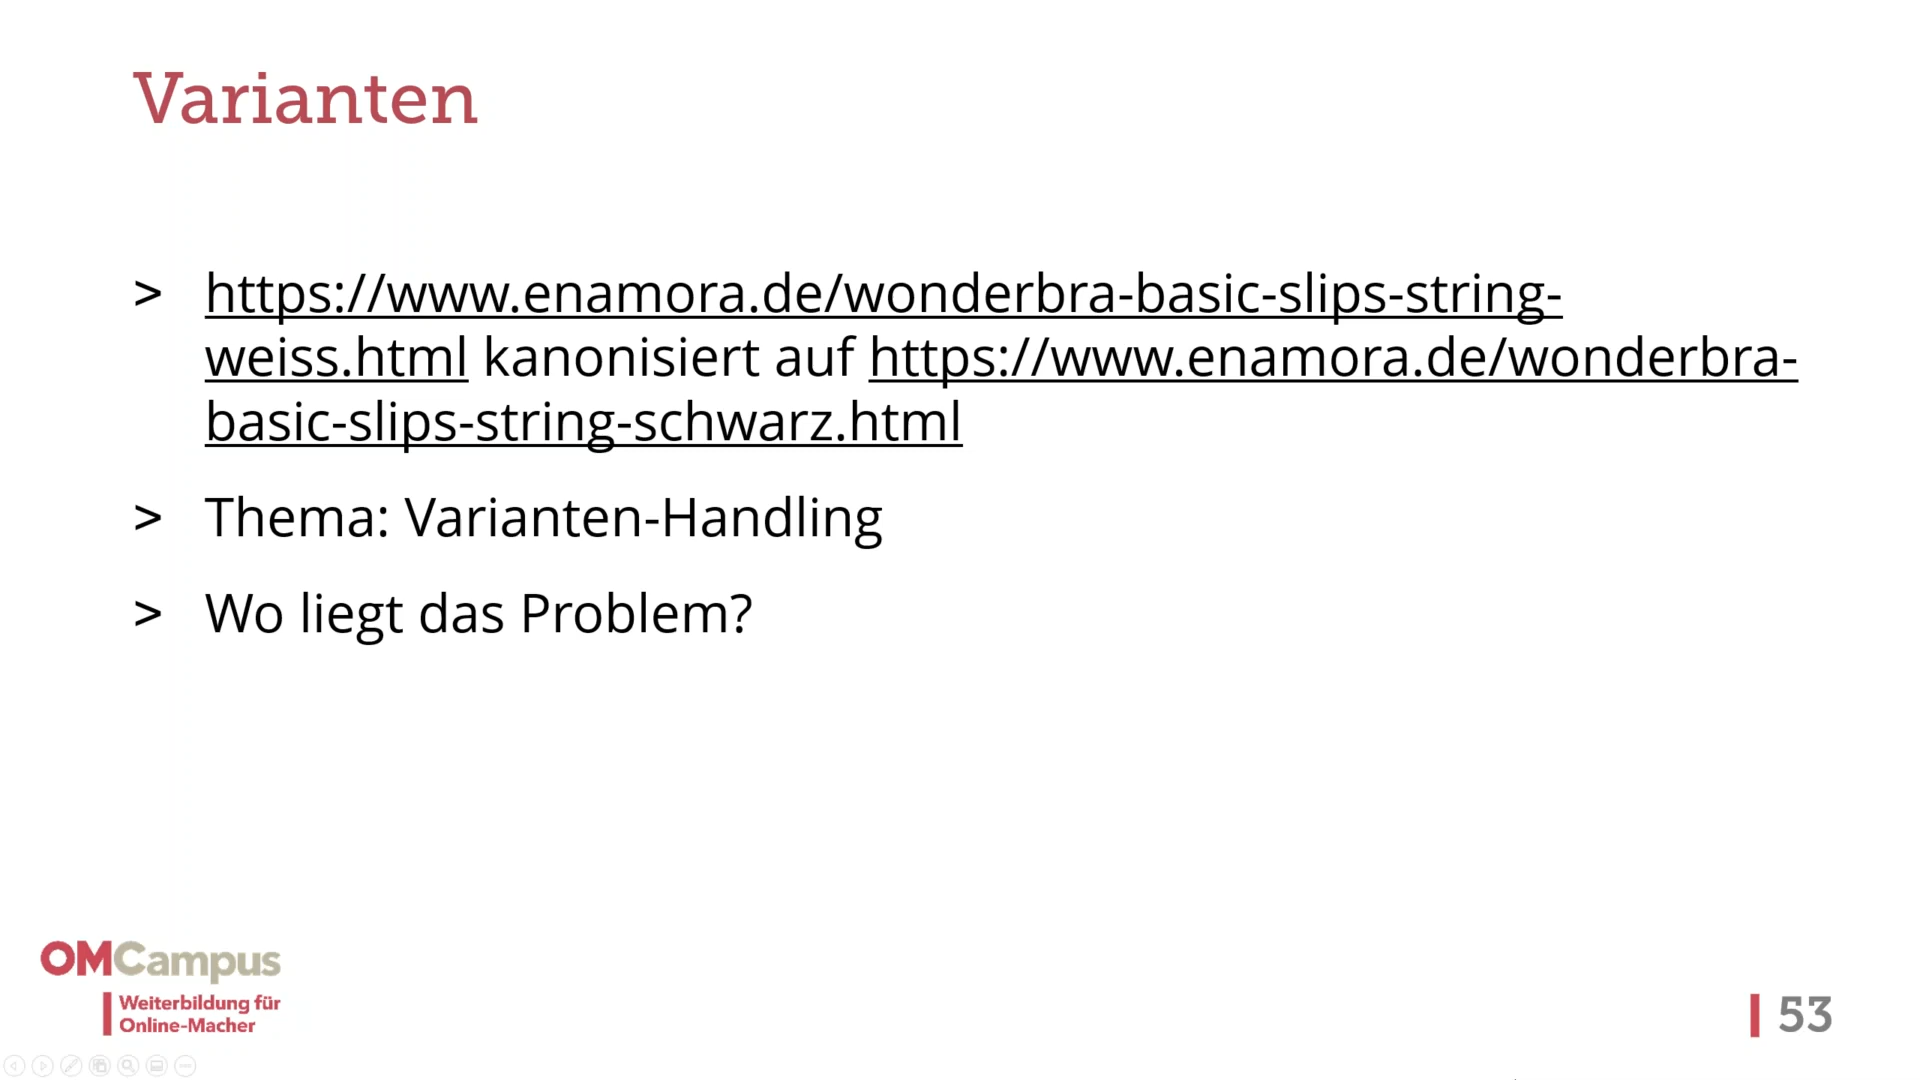 Varianten
> https://www.enamora.de/wonderbra-basic-slips-string-
weiss.html kanonisiert auf https://www.enamora.de/wonderbra-
basic-slips-string-schwarz.html
> Thema: Varianten-Handling
> Wo liegt das Problem?
OMCampus
Weiterbildung für
Online-Macher
53